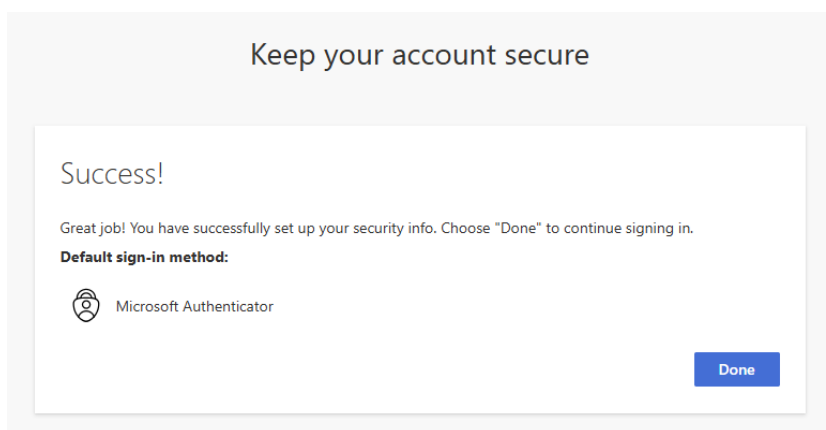 Keep your account secure
Success!
Great job! You have successfully set up your security info. Choose "Done" to continue signing in.
Default sign-in method:
Microsoft Authenticator
Done